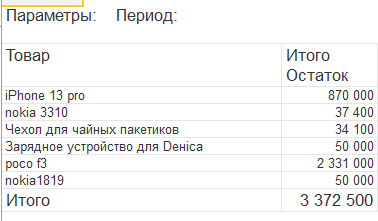 Параметры: Период:
Товар Итого
Остаток
iPhone 13 pro 870 000
nokia 3310 37 400
Чехол для чайных пакетиков 34 100
Зарядное устройство для Denica 50 000
poco f3 2 331 000
nokia1819 50 000
Итого 3 372 500